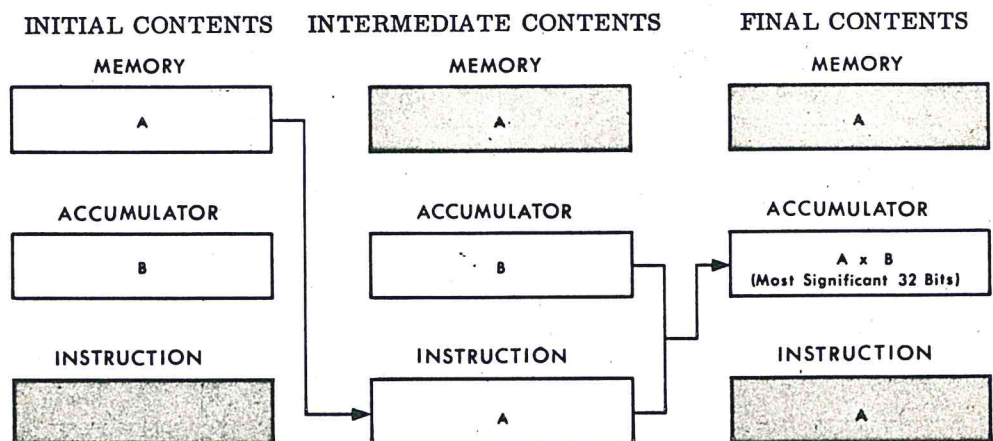 INITIAL CONTENTS INTERMEDIATE CONTENTS FINAL CONTENTS
MEMORY MEMORY MEMORY
A A A
ACCUMULATOR ACCUMULATOR ACCUMULATOR
B B A x B
(Most Significant 32 Bits)
INSTRUCTION INSTRUCTION INSTRUCTION
A A